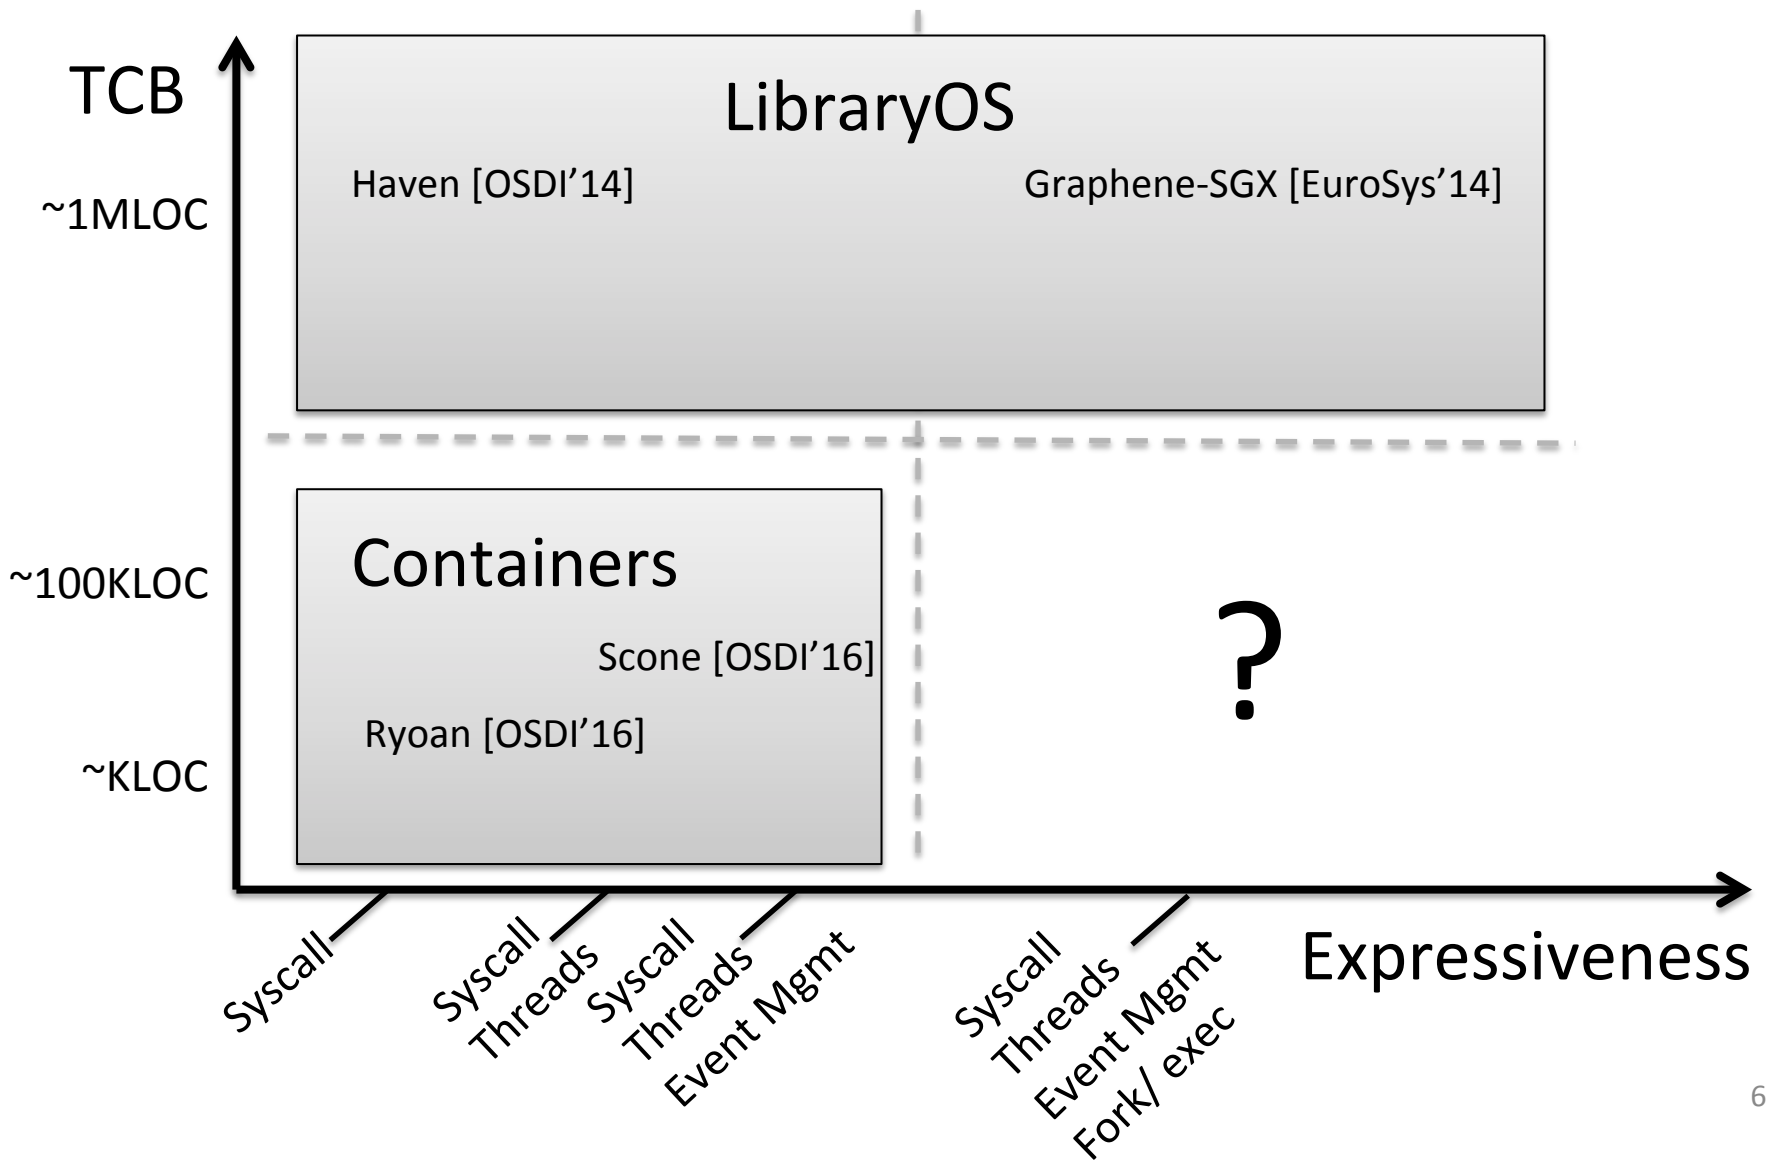 TCB
LibraryOS
Haven [OSDI’14]
Graphene-SGX [EuroSys’14]
~1MLOC
Containers
~100KLOC
Scone [OSDI’16]
Ryoan [OSDI’16]
~KLOC
?
Syscall
Syscall
Threads
Syscall
Threads
Event Mgmt
Syscall
Threads
Event Mgmt
Fork/ exec
Expressiveness
6